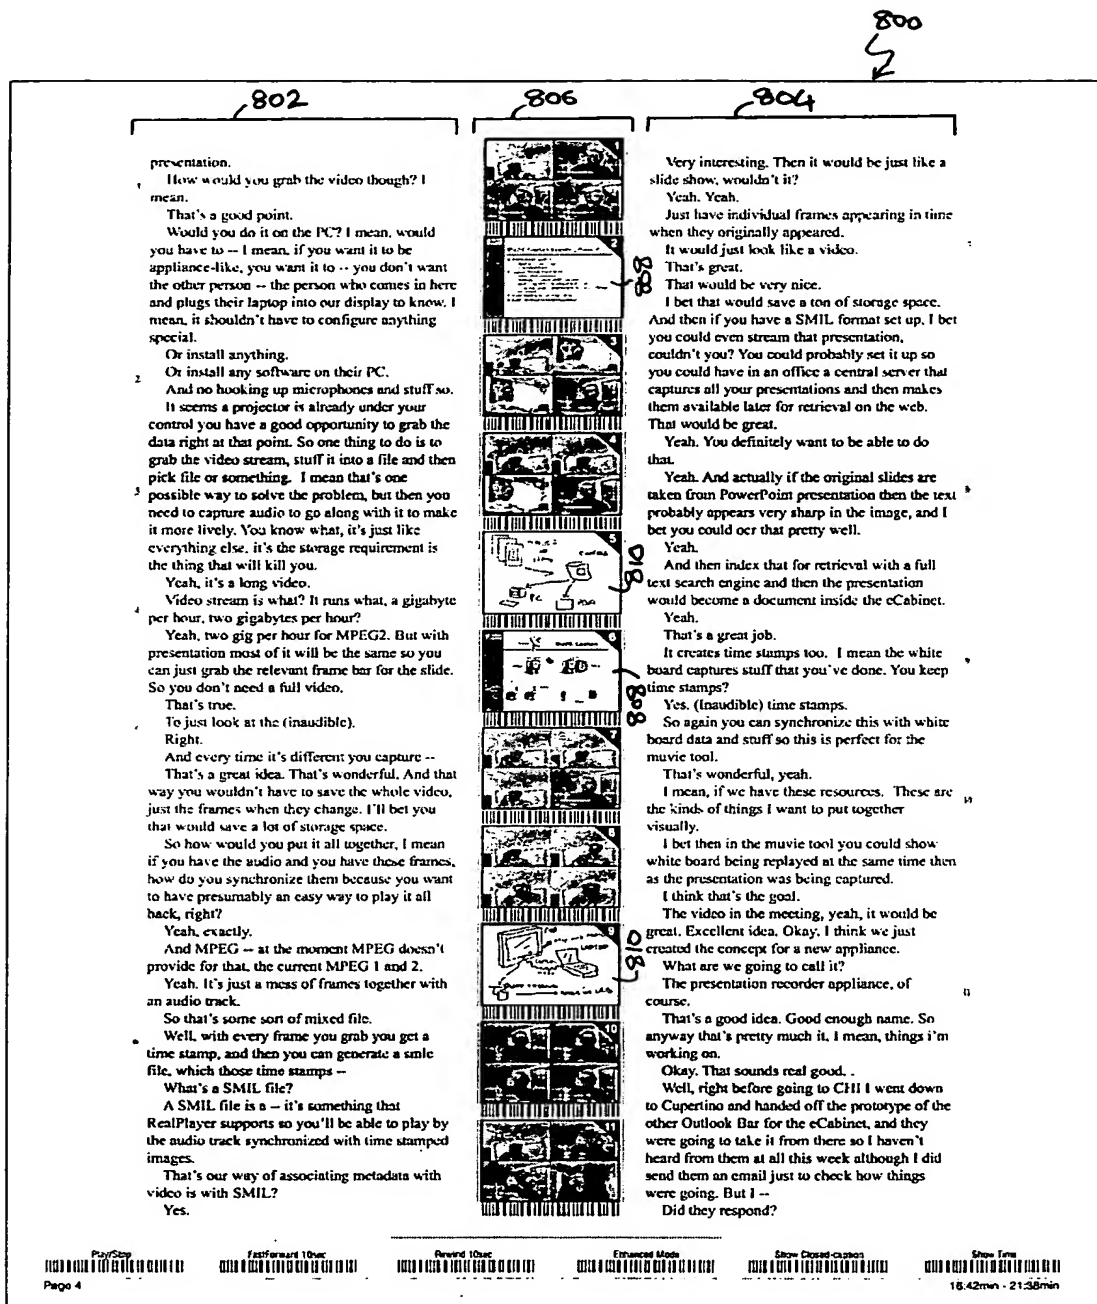 800
802
806
804
presentation.
How would you grab the video though? I
mean.
That's a good point.
Would you do it on the PC? I mean, would
you have to -- I mean, if you want it to be
appliance-like, you want it to -- you don't want
the other person -- the person who comes in here
and plugs their laptop into our display to know, I
mean, it shouldn't have to configure anything
special.
Or install anything.
Or install any software on their PC.
And no hooking up microphones and stuff so.
It seems a projector is already under your
control you have a good opportunity to grab the
data right at that point. So one thing to do is to
grab the video stream, stuff it into a file and then
pick file or something. I mean that's one
possible way to solve the problem, but then you
need to capture audio to go along with it to make
it more lively. You know what, it's just like
everything else, it's the storage requirement is
the thing that will kill you.
Yeah, it's a long video.
Video stream is what? It runs what, a gigabyte
per hour, two gigabytes per hour?
Yeah, two gig per hour for MPEG2. But with
presentation most of it will be the same so you
can just grab the relevant frame bar for the slide.
So you don't need a full video.
That's true.
To just look at the (inaudible).
Right.
And every time it's different you capture --
That's a great idea. That's wonderful. And that
way you wouldn't have to save the whole video,
just the frames when they change. I'll bet you
that would save a lot of storage space.
So how would you put it all together, I mean
if you have the audio and you have these frames,
how do you synchronize them because you want
to have presumably an easy way to play it all
back, right?
Yeah, exactly.
And MPEG -- at the moment MPEG doesn't
provide for that, the current MPEG 1 and 2.
Yeah. It's just a mess of frames together with
an audio track.
So that's some sort of mixed file.
Well, with every frame you grab you get a
time stamp, and then you can generate a smle
file, which those time stamps --
What's a SMIL file?
A SMIL file is a -- it's something that
RealPlayer supports so you'll be able to play by
the audio track synchronized with time stamped
images.
That's our way of associating metadata with
video is with SMIL?
Yes.
1
2
3
4
5
6
7
8
9
10
11
808
810
808
810
PC
PDA
Very interesting. Then it would be just like a
slide show, wouldn't it?
Yeah. Yeah.
Just have individual frames appearing in time
when they originally appeared.
It would just look like a video.
That's great.
That would be very nice.
I bet that would save a ton of storage space.
And then if you have a SMIL format set up, I bet
you could even stream that presentation,
couldn't you? You could probably set it up so
you could have in an office a central server that
captures all your presentations and then makes
them available later for retrieval on the web.
That would be great.
Yeah. You definitely want to be able to do
that.
Yeah. And actually if the original slides are
taken from PowerPoint presentation then the text
probably appears very sharp in the image, and I
bet you could ocr that pretty well.
Yeah.
And then index that for retrieval with a full
text search engine and then the presentation
would become a document inside the eCabinet.
Yeah.
That's a great job.
It creates time stamps too. I mean the white
board captures stuff that you've done. You keep
time stamps?
Yes. (Inaudible) time stamps.
So again you can synchronize this with white
board data and stuff so this is perfect for the
muvie tool.
That's wonderful, yeah.
I mean, if we have these resources. These are
the kinds of things I want to put together
visually.
I bet then in the muvie tool you could show
white board being replayed at the same time then
as the presentation was being captured.
I think that's the goal.
The video in the meeting, yeah, it would be
great. Excellent idea. Okay. I think we just
created the concept for a new appliance.
What are we going to call it?
The presentation recorder appliance, of
course.
That's a good idea. Good enough name. So
anyway that's pretty much it. I mean, things i'm
working on.
Okay. That sounds real good. .
Well, right before going to CHI I went down
to Cupertino and handed off the prototype of the
other Outlook Bar for the eCabinet, and they
were going to take it from there so I haven't
heard from them at all this week although I did
send them an email just to check how things
were going. But I --
Did they respond?
Play/Stop
FastForward 10sec
Rewind 10sec
Enhanced Mode
Show Closed-caption
Show Time
Page 4
16:42min - 21:38min